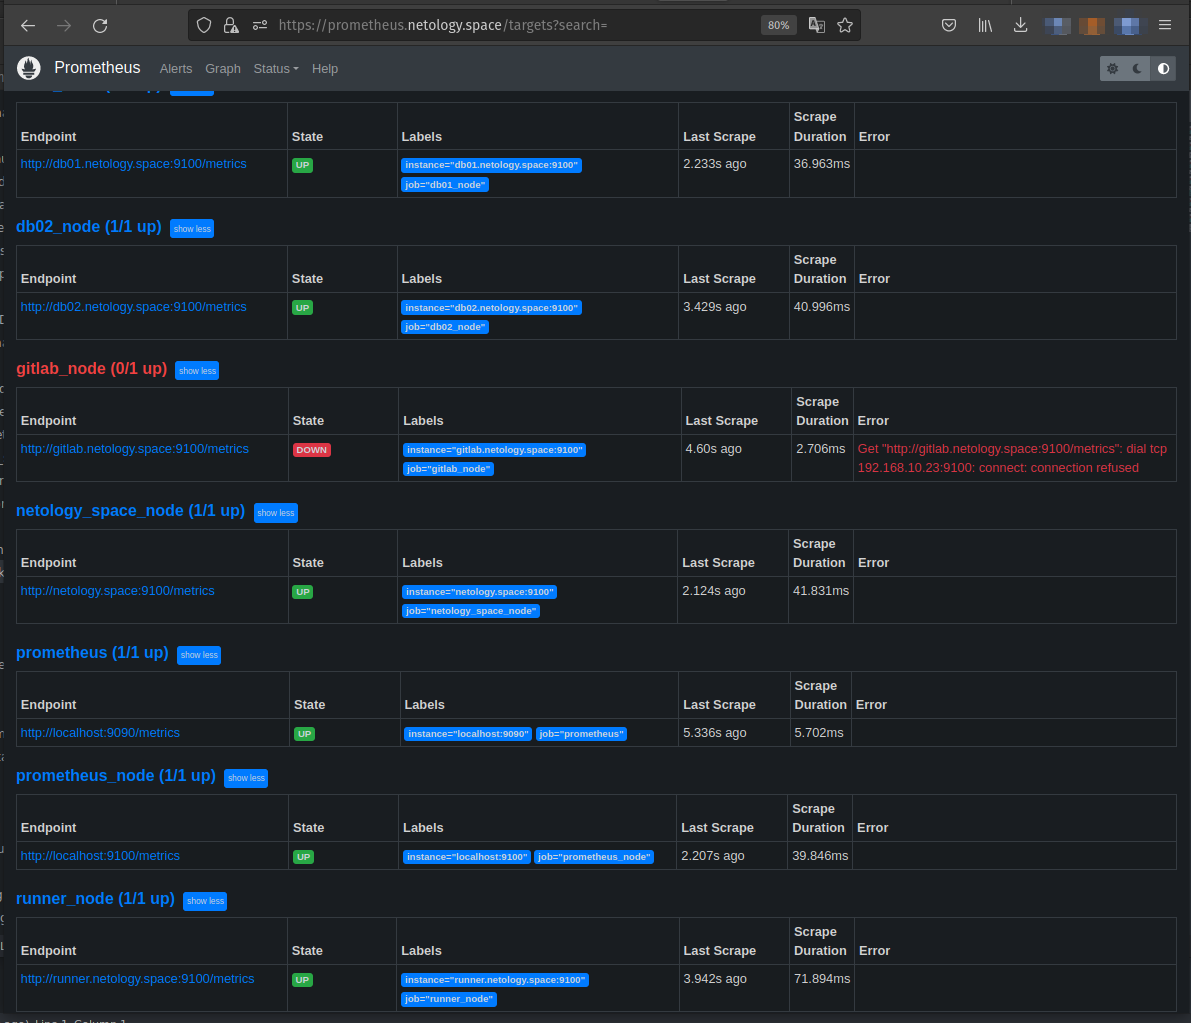 https://prometheus.netology.space/targets?search=
80%
Prometheus Alerts Graph Status Help
Endpoint State Labels Last Scrape Scrape Duration Error
http://db01.netology.space:9100/metrics UP instance="db01.netology.space:9100" 2.233s ago 36.963ms
job="db01_node"
db02_node (1/1 up) show less
Endpoint State Labels Last Scrape Scrape Duration Error
http://db02.netology.space:9100/metrics UP instance="db02.netology.space:9100" 3.429s ago 40.996ms
job="db02_node"
gitlab_node (0/1 up) show less
Endpoint State Labels Last Scrape Scrape Duration Error
http://gitlab.netology.space:9100/metrics DOWN instance="gitlab.netology.space:9100" 4.60s ago 2.706ms Get "http://gitlab.netology.space:9100/metrics": dial tcp
job="gitlab_node" 192.168.10.23:9100: connect: connection refused
netology_space_node (1/1 up) show less
Endpoint State Labels Last Scrape Scrape Duration Error
http://netology.space:9100/metrics UP instance="netology.space:9100" 2.124s ago 41.831ms
job="netology_space_node"
prometheus (1/1 up) show less
Endpoint State Labels Last Scrape Scrape Duration Error
http://localhost:9090/metrics UP instance="localhost:9090" job="prometheus" 5.336s ago 5.702ms
prometheus_node (1/1 up) show less
Endpoint State Labels Last Scrape Scrape Duration Error
http://localhost:9100/metrics UP instance="localhost:9100" job="prometheus_node" 2.207s ago 39.846ms
runner_node (1/1 up) show less
Endpoint State Labels Last Scrape Scrape Duration Error
http://runner.netology.space:9100/metrics UP instance="runner.netology.space:9100" 3.942s ago 71.894ms
job="runner_node"